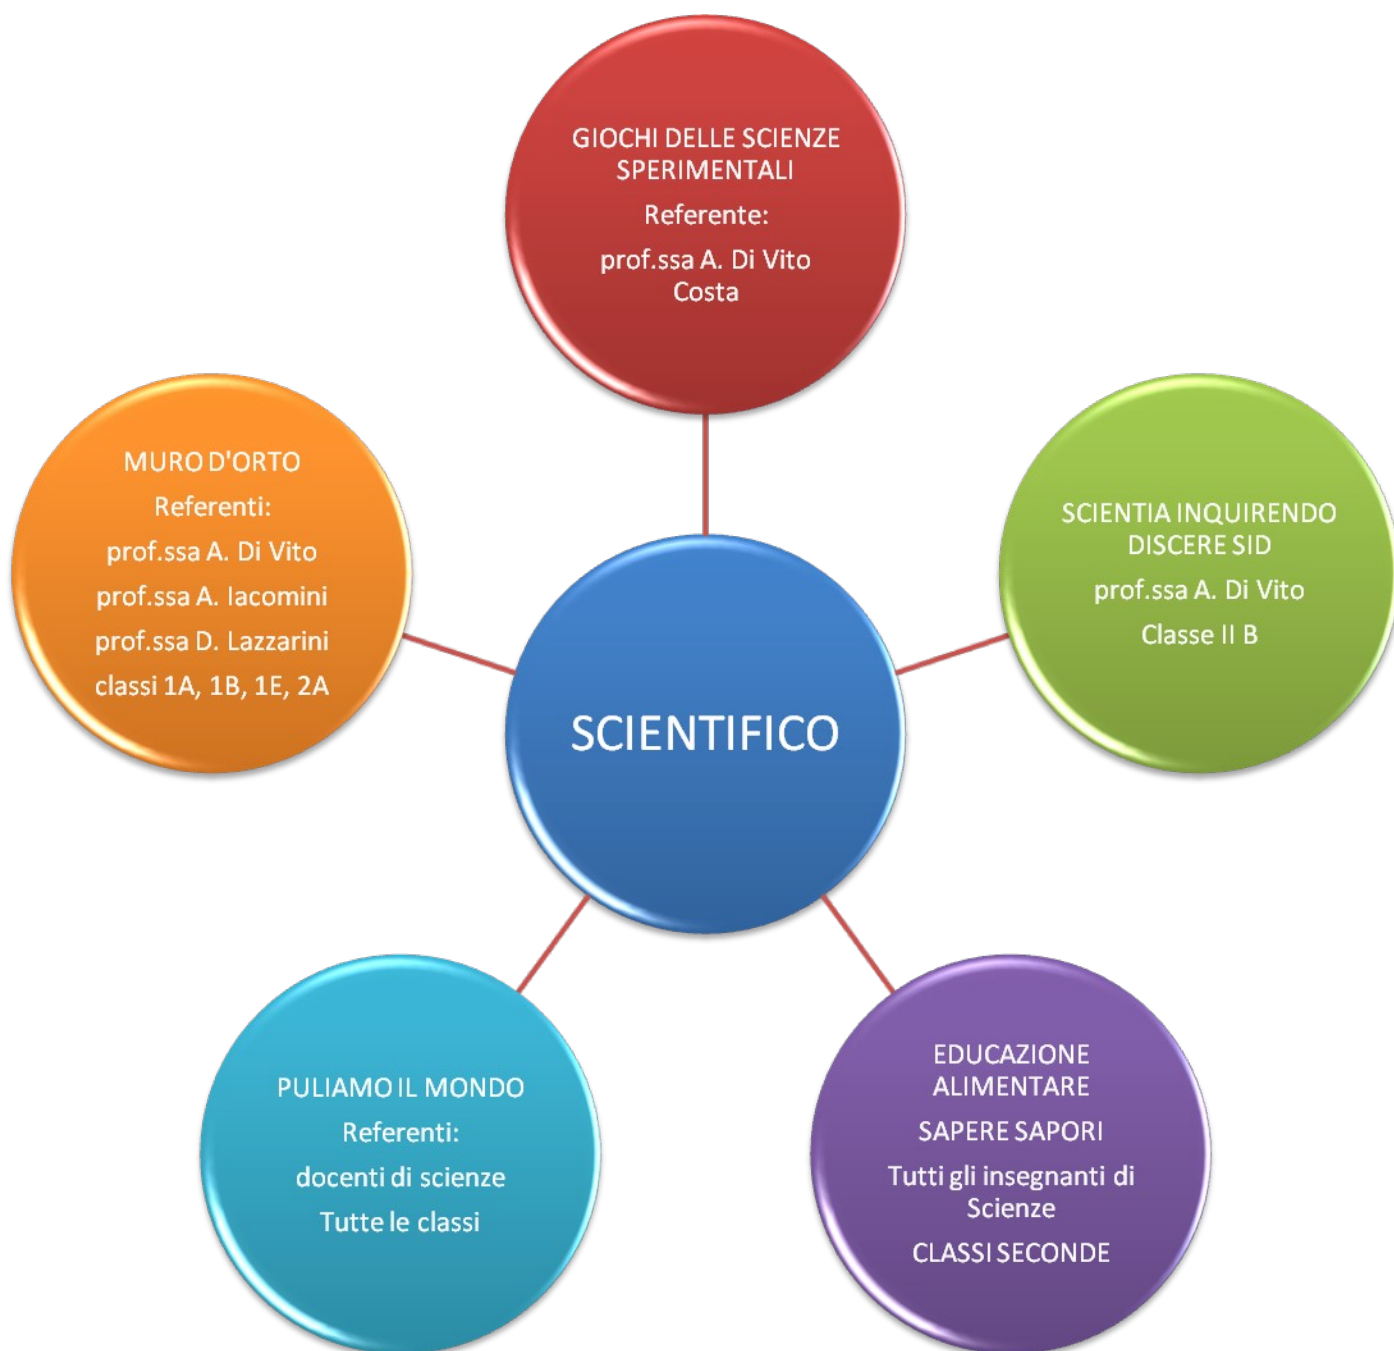 GIOCHI DELLE SCIENZE
SPERIMENTALI
Referente:
prof.ssa A. Di Vito
Costa
MURO D'ORTO
Referenti:
prof.ssa A. Di Vito
prof.ssa A. Iacomini
prof.ssa D. Lazzarini
classi 1A, 1B, 1E, 2A
SCIENTIA INQUIRENDO
DISCERE SID
prof.ssa A. Di Vito
Classe II B
SCIENTIFICO
PULIAMO IL MONDO
Referenti:
docenti di scienze
Tutte le classi
EDUCAZIONE
ALIMENTARE
SAPERE SAPORI
Tutti gli insegnanti di
Scienze
CLASSI SECONDE